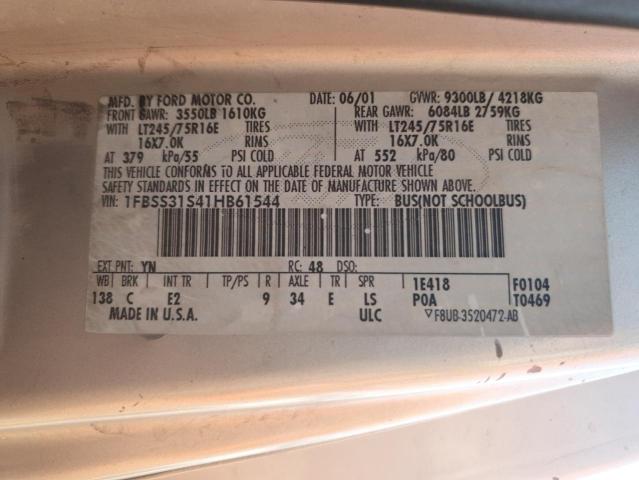 MFD. BY FORD MOTOR CO. DATE: 06/01 GVWR: 9300LB/ 4218KG
FRONT GAWR: 3550LB 1610KG REAR GAWR: 6084LB 2759KG
WITH LT245/75R16E TIRES WITH LT245/75R16E TIRES
16X7.0K RIMS 16X7.0K RIMS
AT 379 kPa/55 PSI COLD AT 552 kPa/80 PSI COLD
THIS VEHICLE CONFORMS TO ALL APPLICABLE FEDERAL MOTOR VEHICLE
SAFETY STANDARDS IN EFFECT ON THE DATE OF MANUFACTURE SHOWN ABOVE.
VIN: 1FBSS31S41HB61544 TYPE: BUS(NOT SCHOOLBUS)
EXT PNT: YN RC: 48 DSO:
WB BRK INT TR TP/PS R AXLE TR SPR 1E418 F0104
138 C E2 9 34 E LS POA T0469
MADE IN U.S.A. ULC ▽F8UB-3520472-AB